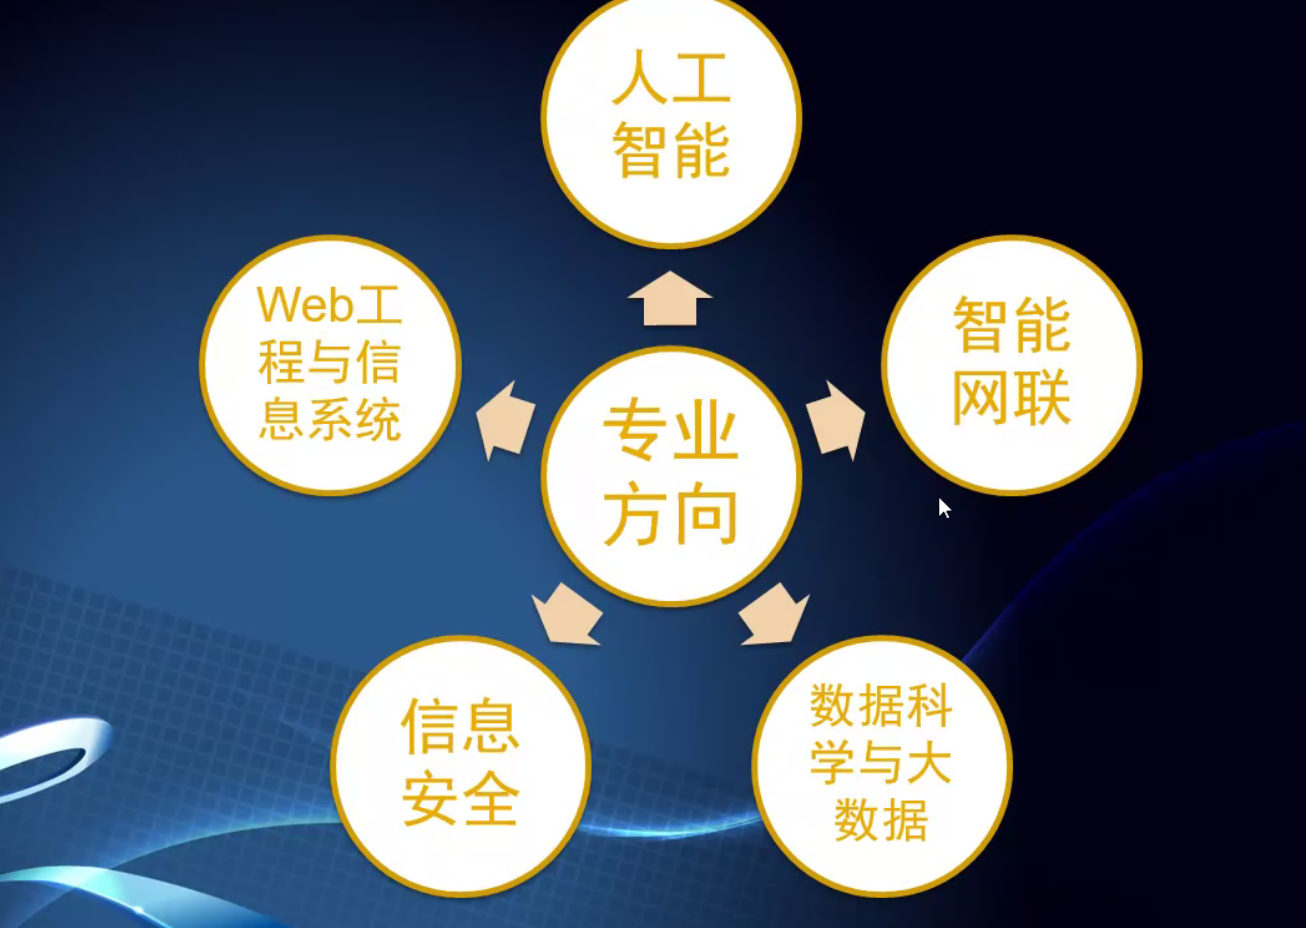 人工
智能
Web工
程与信
息系统
智能
网联
专业
方向
信息
安全
数据科
学与大
数据